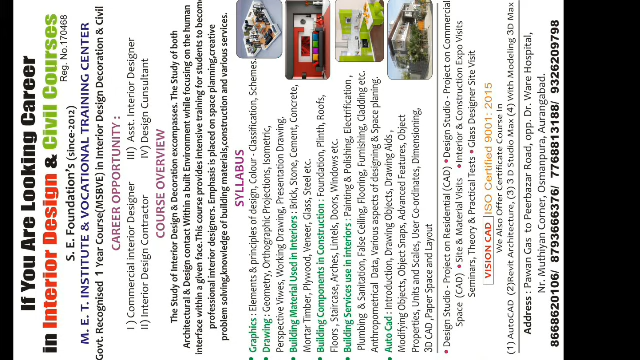 If You Are Looking Career
in Interior Design & Civil Courses
Reg. No.170468
S. E. Foundation's (since-2012)
M. E. T. INSTITUTE & VOCATIONAL TRAINING CENTER
Govt. Recognised 1 Year Course(MSBVE) In Interior Design Decoration & Civil
CAREER OPPORTUNITY :
I ) Commercial interior Designer III) Asst. Interior Designer
II) Interior Design Contractor IV) Design Cunsultant
COURSE OVERVIEW
The Study of Interior Design & Decoration encompasses. The Study of both
Architectural & Design contact Within a built Environment while focusing on the human
interface within a given face.This course provides intensive training for students to become
professional interior designers. Emphasis is placed on space planning,creative
problem solving,knowledge of building materials,construction and various services.
SYLLABUS
• Graphics : Elements & Principles of design, Colour - Classification, Schemes.
• Drawing : Geometry, Orthographic Projections, Isometric,
Perspective Views, Working Drawing, Presentation Drawing.
• Building Material Used in Interiors : Brick, Stone, Cement, Concrete,
Mortar Timber, Plywood, Veneer, Glass, Steel etc.
• Building Components in Construction : Foundation, Plinth, Roofs,
Floors , Staircase, Arches, Lintels, Doors, Windows etc.
• Building Services use in interiors : Painting & Polishing, Electrification ,
Plumbing & Sanitation, False Ceiling, Flooring, Furnishing, Cladding etc.
Anthropometrical Data, Various aspects of designing & Space planing.
• Auto Cad : Introduction, Drawing Objects, Drawing Aids ,
Modifying Objects, Object Snaps, Advanced Features, Object
Properties, Units and Scales, User Co-ordinates, Dimensioning,
3D CAD, Paper Space and Layout
• Design Studio - Project on Residential (CAD) • Design Studio - Project on Commercial
Space (CAD) • Site & Material Visits • Interior & Construction Expo Visits
Seminars, Theory & Practical Tests • Glass Designer Site Visit
VISION CAD ISO Certified 9001: 2015
We Also Offer Certificate Course In
(1) AutoCAD (2)Revit Architecture, (3) 3 D Studio Max (4) With Modeling 3D Max
Address : Pawan Gas to Peerbazar Road, opp. Dr. Ware Hospital,
Nr. Muthiyan Corner, Osmanpura, Aurangabad.
8668620106/ 8793666376/ 7768813188/ 9326209798